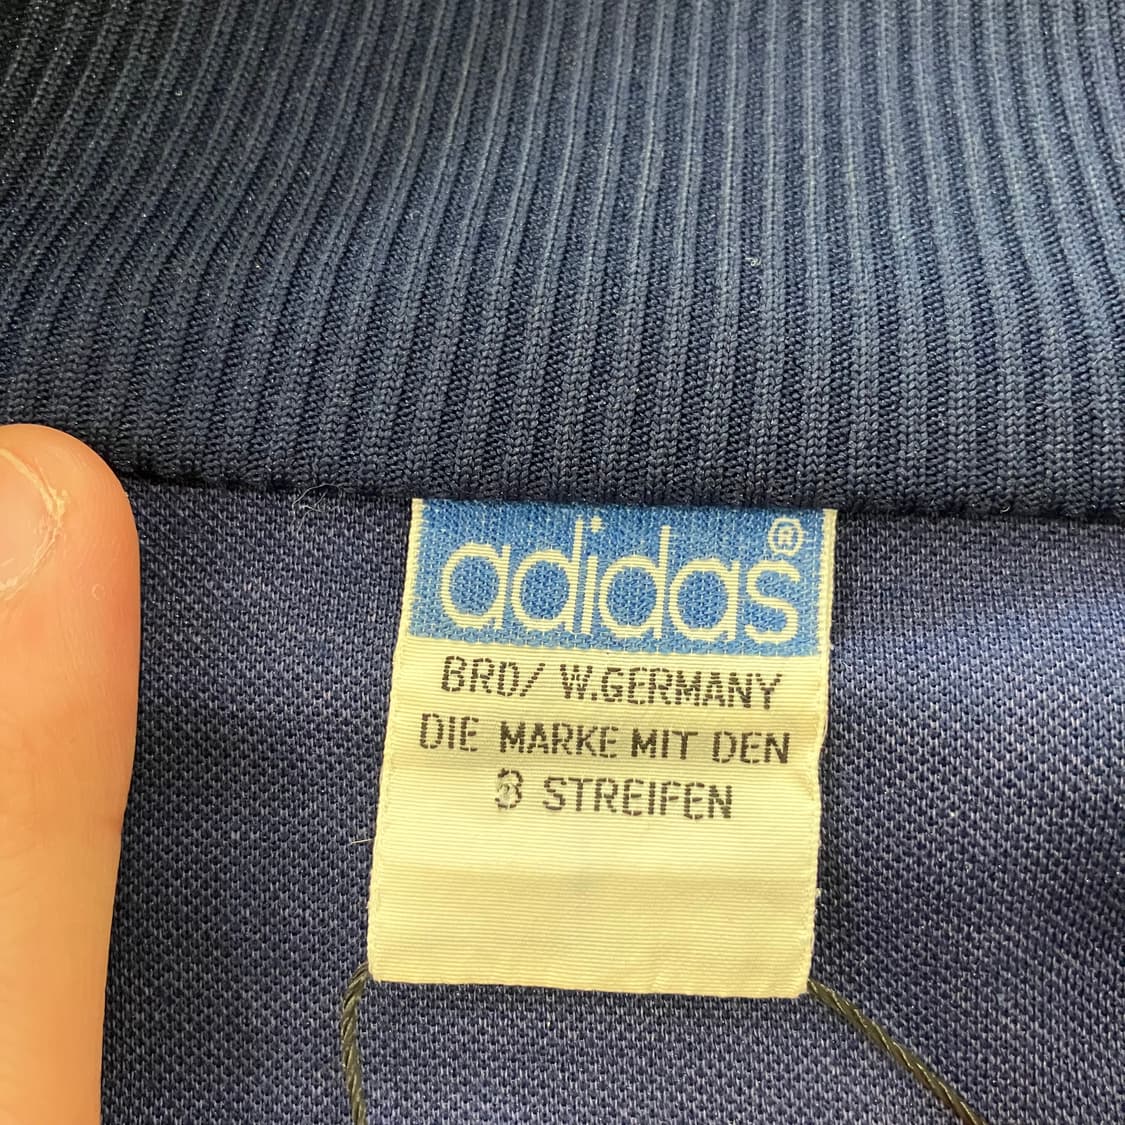 adidas®
BRD/ W.GERMANY
DIE MARKE MIT DEN
3 STREIFEN